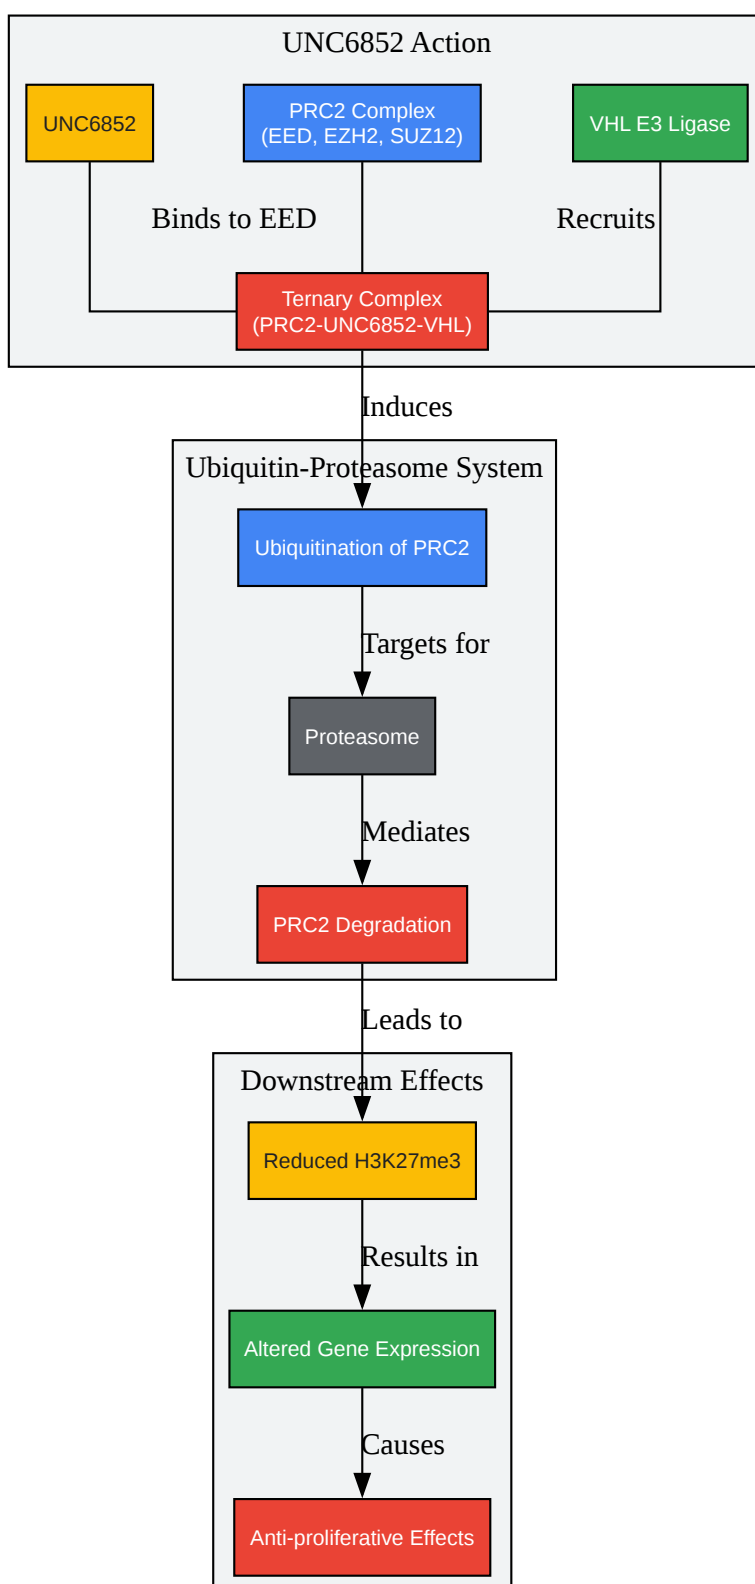 UNC6852 Action
UNC6852
PRC2 Complex
(EED, EZH2, SUZ12)
VHL E3 Ligase
Binds to EED
Recruits
Ternary Complex
(PRC2-UNC6852-VHL)
Induces
Ubiquitin-Proteasome System
Ubiquitination of PRC2
Targets for
Proteasome
Mediates
PRC2 Degradation
Leads to
Downstream Effects
Reduced H3K27me3
Results in
Altered Gene Expression
Causes
Anti-proliferative Effects